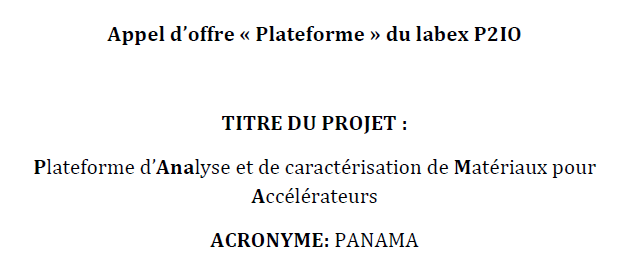 Appel d’offre « Plateforme » du labex P2IO
TITRE DU PROJET :
Plateforme d’Analyse et de caractérisation de Matériaux pour
Accélérateurs
ACRONYME: PANAMA